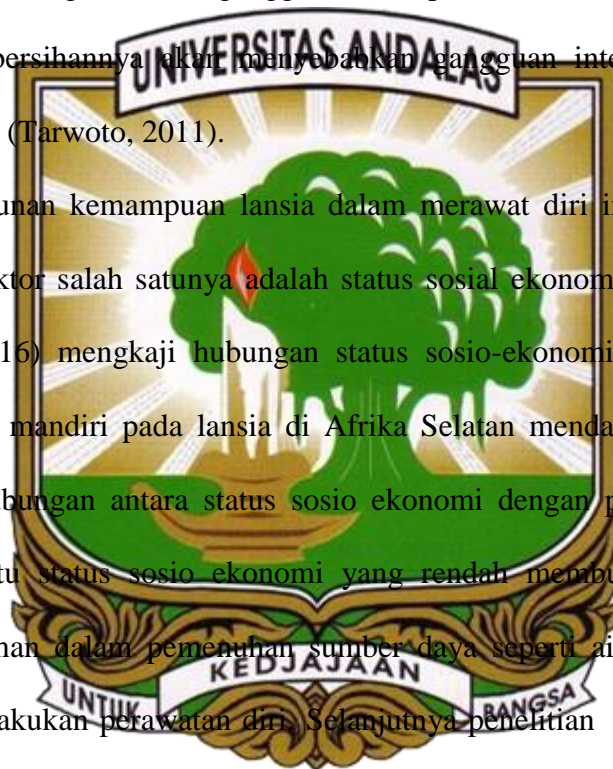 UNIVERSITAS ANDALAS
bersihannya akan menyebabkan gangguan inte
(Tarwoto, 2011).
unan kemampuan lansia dalam merawat diri i
ktor salah satunya adalah status sosial ekonom
16) mengkaji hubungan status sosio-ekonomi
mandiri pada lansia di Afrika Selatan menda
bungan antara status sosio ekonomi dengan p
tu status sosio ekonomi yang rendah membu
nan dalam pemenuhan sumber daya seperti ai
KEDJAJAAN
UNTUK BANGSA
akukan perawatan diri. Selanjutnya penelitian